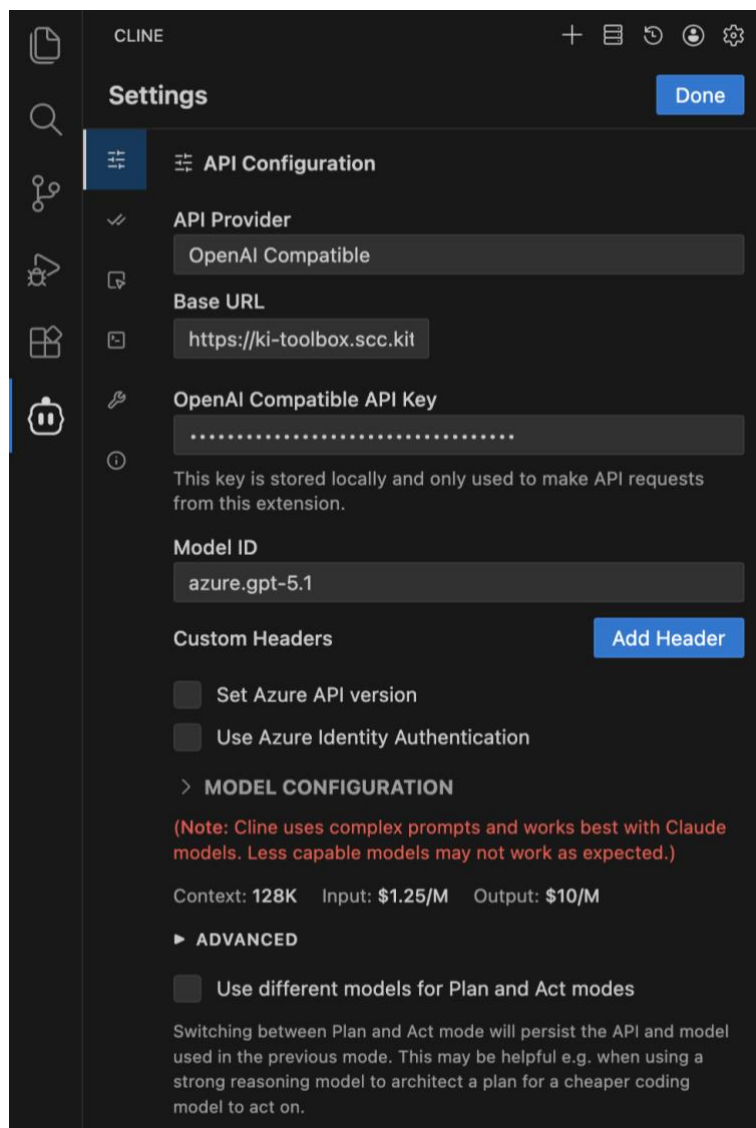 CLINE
Settings
Done
API Configuration
API Provider
OpenAI Compatible
Base URL
https://ki-toolbox.scc.kit
OpenAI Compatible API Key
••••••••••••••••••••••••••••••••••••
This key is stored locally and only used to make API requests
from this extension.
Model ID
azure.gpt-5.1
Custom Headers
Add Header
Set Azure API version
Use Azure Identity Authentication
MODEL CONFIGURATION
(Note: Cline uses complex prompts and works best with Claude
models. Less capable models may not work as expected.)
Context: 128K Input: $1.25/M Output: $10/M
ADVANCED
Use different models for Plan and Act modes
Switching between Plan and Act mode will persist the API and model
used in the previous mode. This may be helpful e.g. when using a
strong reasoning model to architect a plan for a cheaper coding
model to act on.